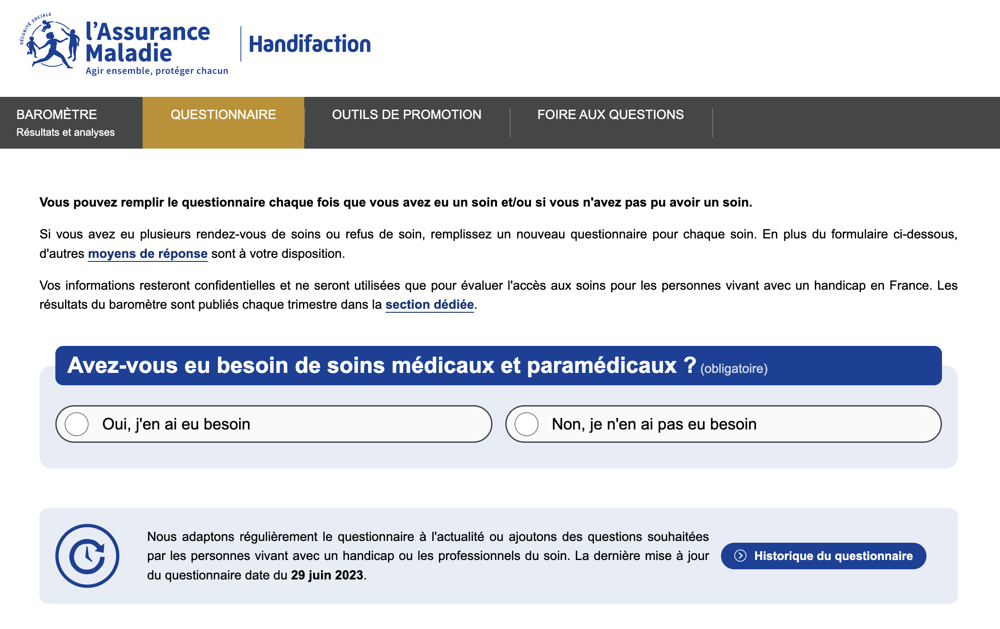 SÉCURITÉ SOCIALE
l'Assurance
Maladie
Agir ensemble, protéger chacun
Handifaction
BAROMÈTRE
Résultats et analyses
QUESTIONNAIRE
OUTILS DE PROMOTION
FOIRE AUX QUESTIONS
Vous pouvez remplir le questionnaire chaque fois que vous avez eu un soin et/ou si vous n'avez pas pu avoir un soin.
Si vous avez eu plusieurs rendez-vous de soins ou refus de soin, remplissez un nouveau questionnaire pour chaque soin. En plus du formulaire ci-dessous,
d'autres moyens de réponse sont à votre disposition.
Vos informations resteront confidentielles et ne seront utilisées que pour évaluer l'accès aux soins pour les personnes vivant avec un handicap en France. Les
résultats du baromètre sont publiés chaque trimestre dans la section dédiée.
Avez-vous eu besoin de soins médicaux et paramédicaux ? (obligatoire)
Oui, j'en ai eu besoin
Non, je n'en ai pas eu besoin
Nous adaptons régulièrement le questionnaire à l'actualité ou ajoutons des questions souhaitées
par les personnes vivant avec un handicap ou les professionnels du soin. La dernière mise à jour
du questionnaire date du 29 juin 2023.
Historique du questionnaire